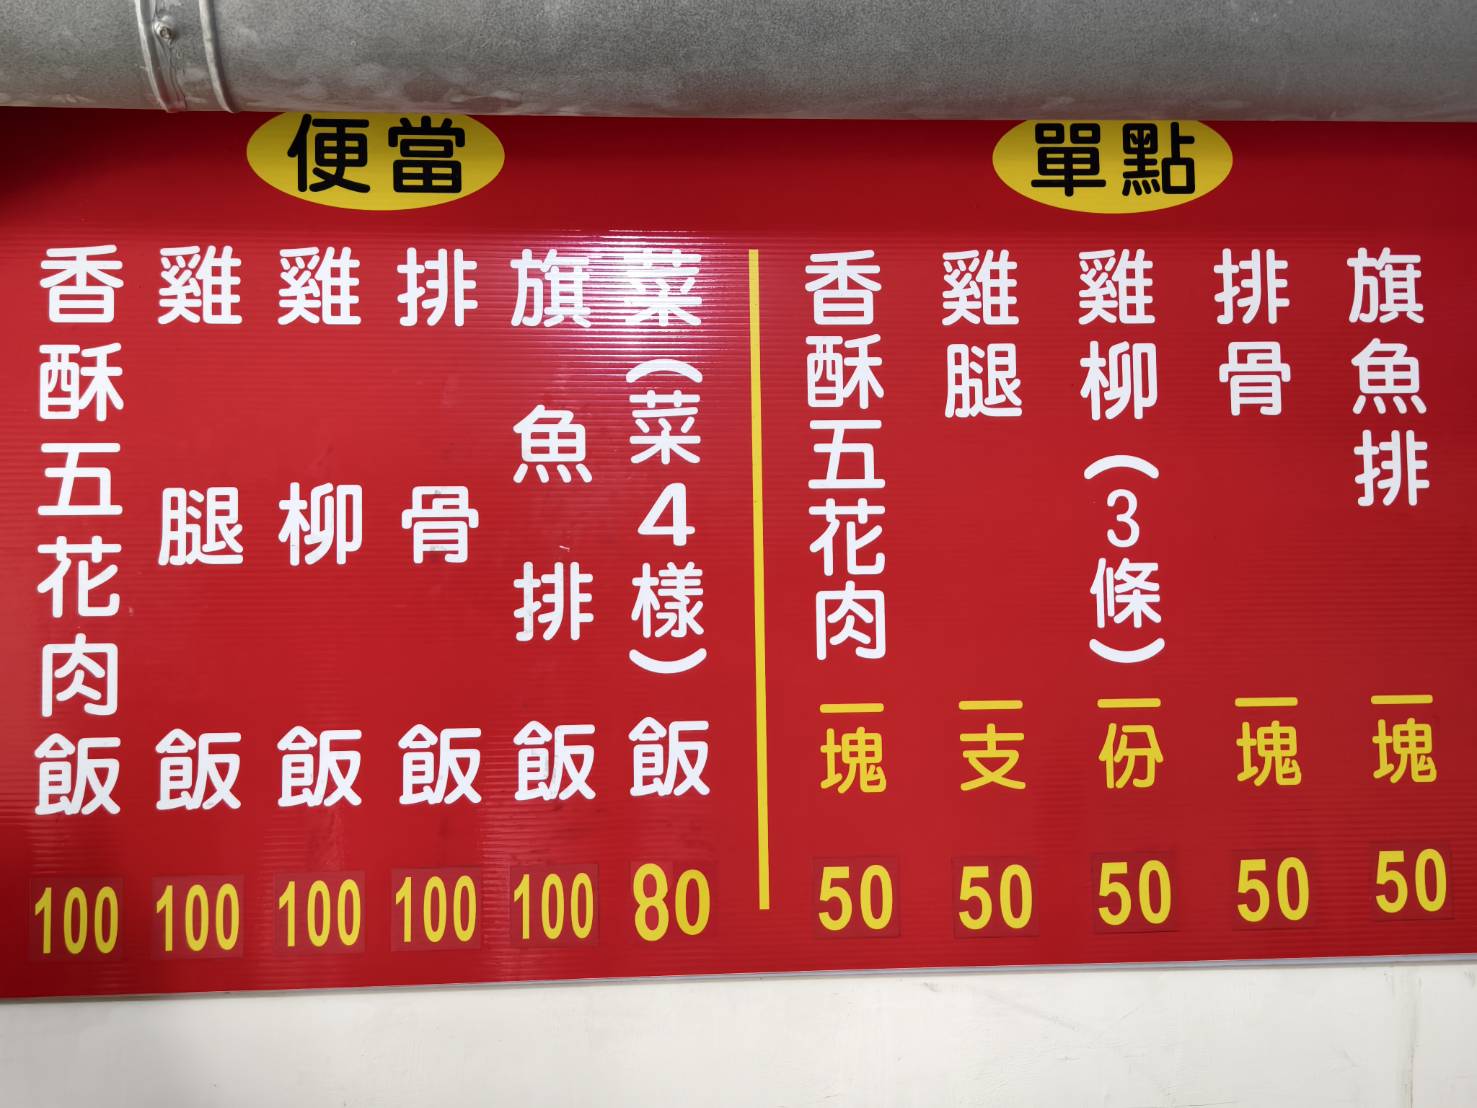 便當
香酥五花肉飯 100
雞腿飯 100
雞柳飯 100
排骨飯 100
旗魚排飯 100
菜(菜4樣)飯 80
單點
香酥五花肉 一塊 50
雞腿 一支 50
雞柳(3條) 一份 50
排骨 一塊 50
旗魚排 一塊 50